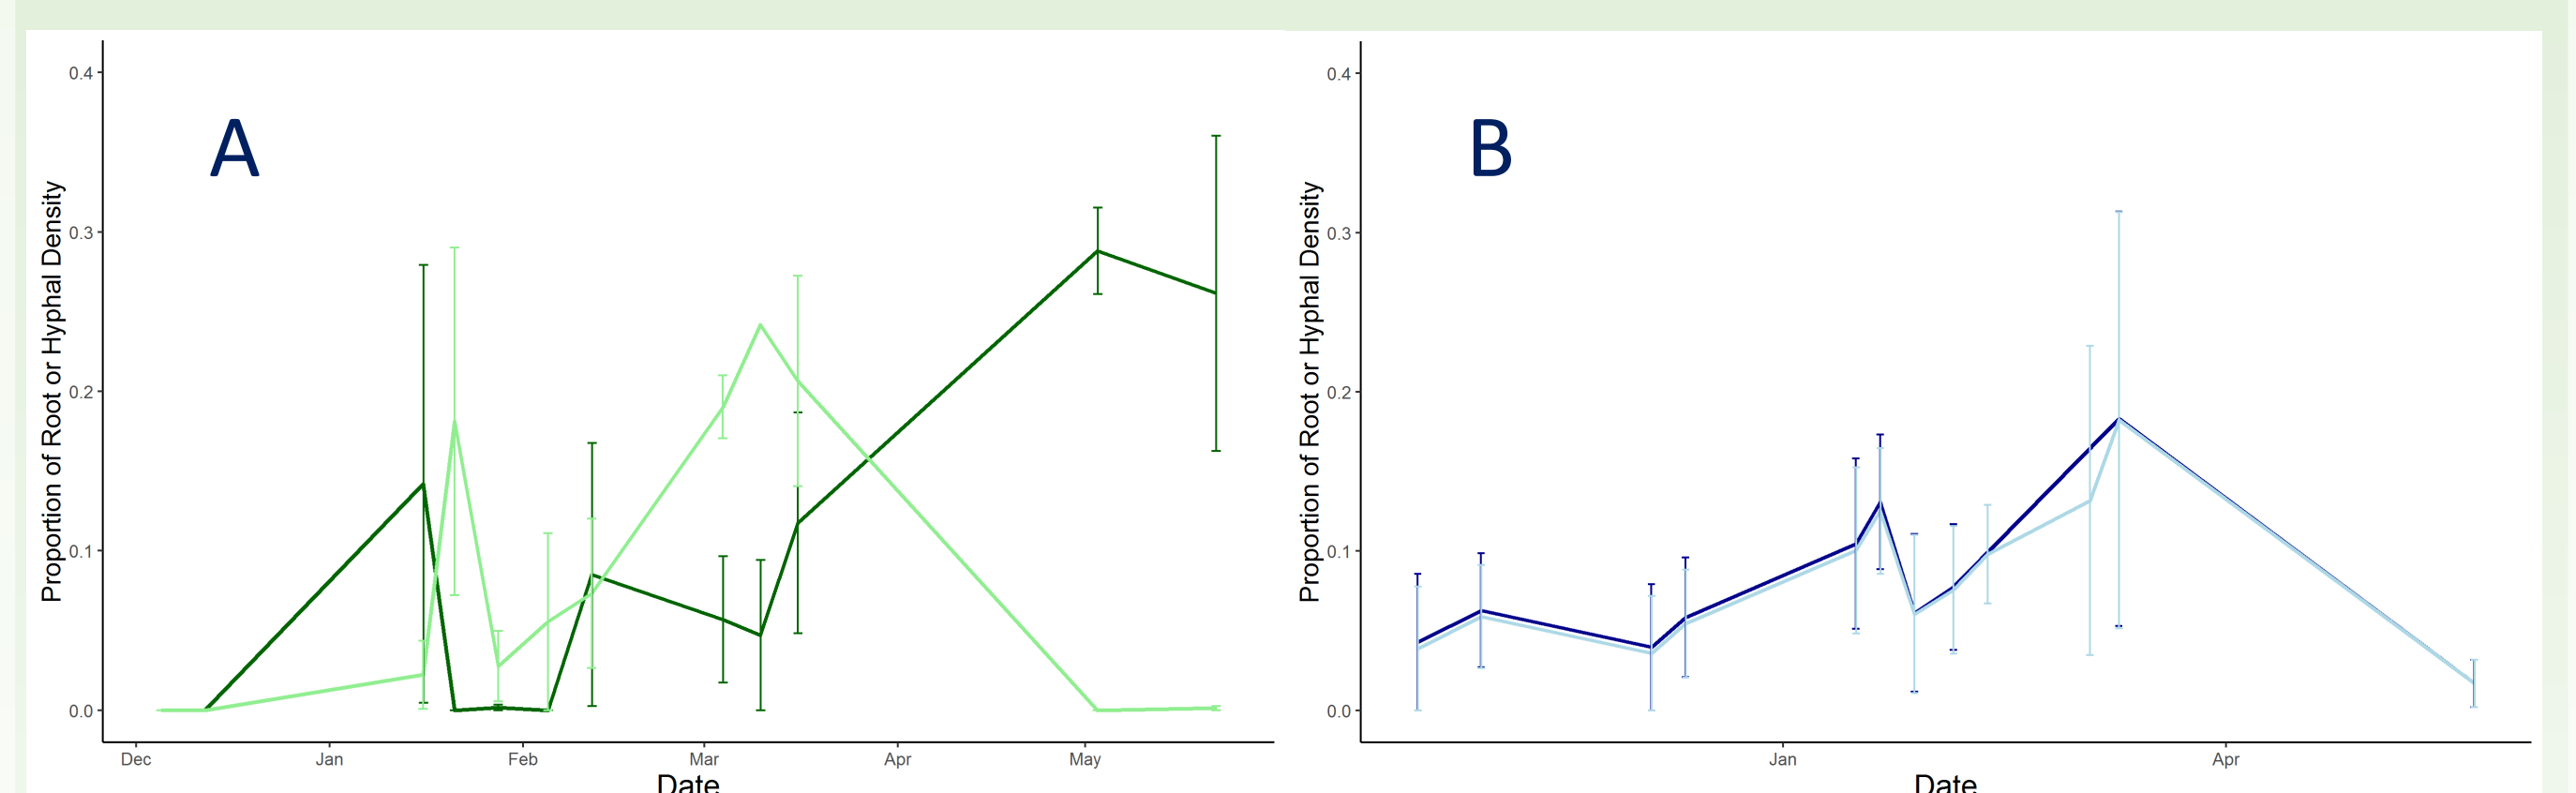 A
Proportion of Root or Hyphal Density
0.4
0.3
0.2
0.1
0.0
Dec Jan Feb Mar Apr May
Date
B
Proportion of Root or Hyphal Density
0.4
0.3
0.2
0.1
0.0
Jan Apr
Date